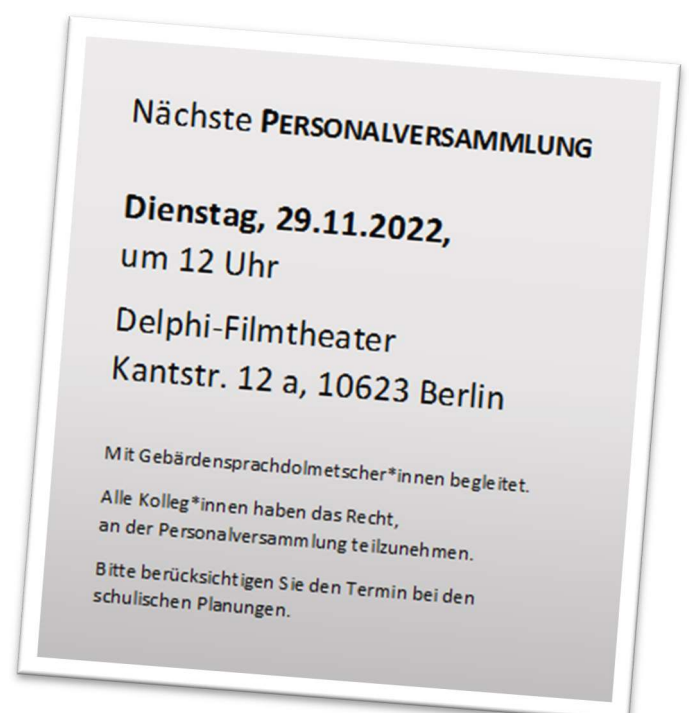 Nächste PERSONALVERSAMMLUNG
Dienstag, 29.11.2022,
um 12 Uhr
Delphi-Filmtheater
Kantstr. 12 a, 10623 Berlin
Mit Gebärdensprachdolmetscher*innen begleitet.
Alle Kolleg*innen haben das Recht,
an der Personalversammlung teilzunehmen.
Bitte berücksichtigen Sie den Termin bei den
schulischen Planungen.